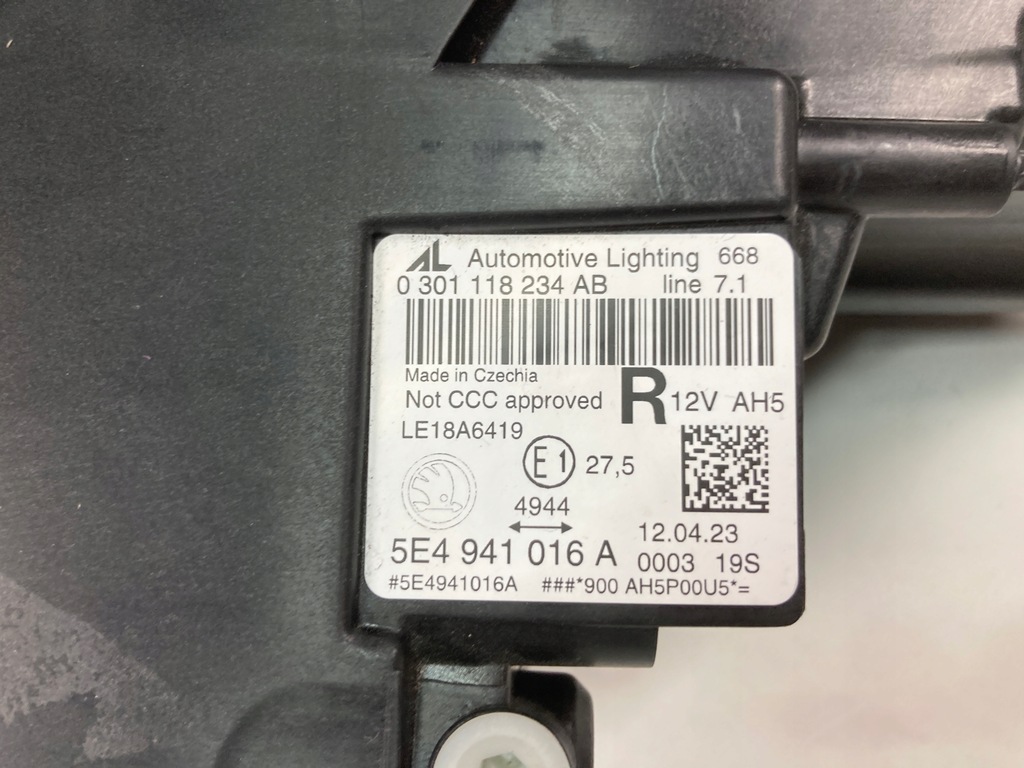 AL Automotive Lighting 668
0 301 118 234 AB line 7.1
Made in Czechia
Not CCC approved R 12V AH5
LE18A6419
E1 27,5
4944
12.04.23
5E4 941 016 A 0003 19S
#5E4941016A ###*900 AH5P00U5*=